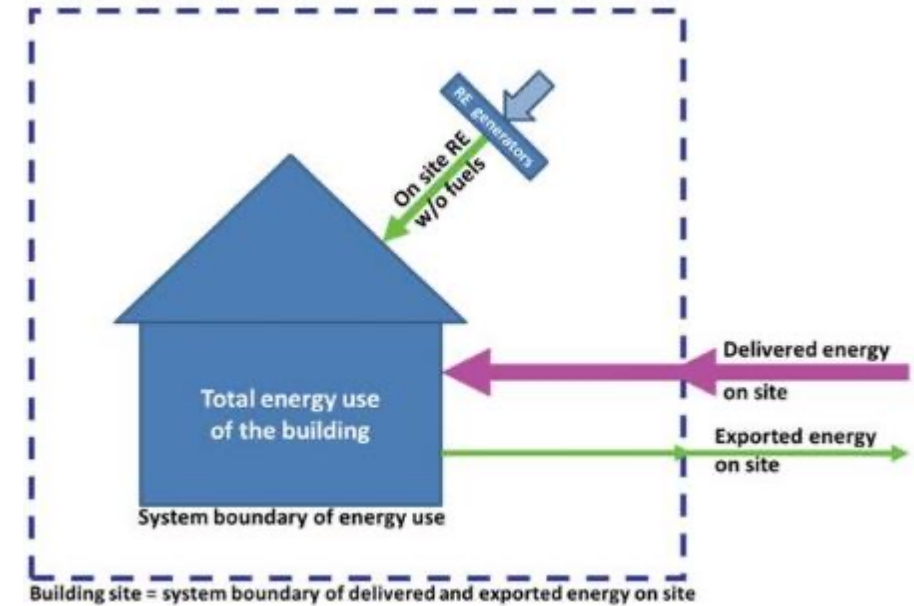 RE generators
On site RE
w/o fuels
Delivered energy
on site
Total energy use
of the building
Exported energy
on site
System boundary of energy use
Building site = system boundary of delivered and exported energy on site